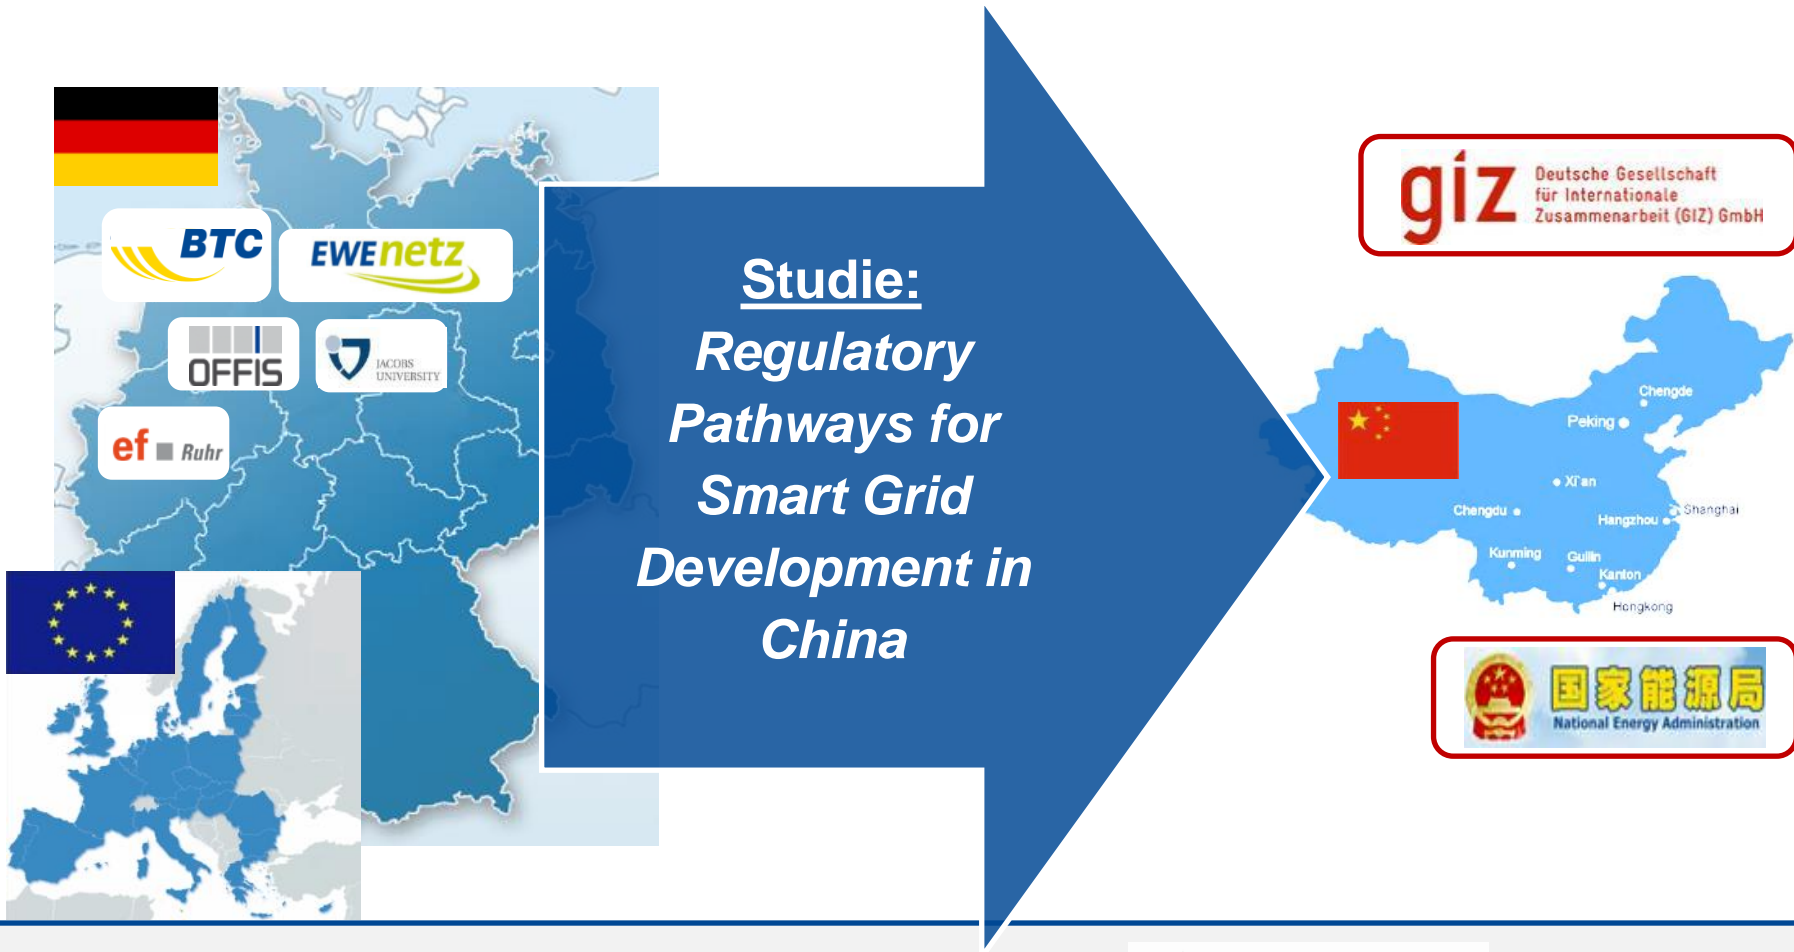 BTC
EWEnetz
OFFIS
JACOBS
UNIVERSITY
ef Ruhr
Studie:
Regulatory
Pathways for
Smart Grid
Development in
China
giz
Deutsche Gesellschaft
für Internationale
Zusammenarbeit (GIZ) GmbH
Chengde
Peking
Xi'an
Chengdu
Shanghai
Hangzhou
Kunming
Guilin
Kanton
Hongkong
国家能源局
National Energy Administration